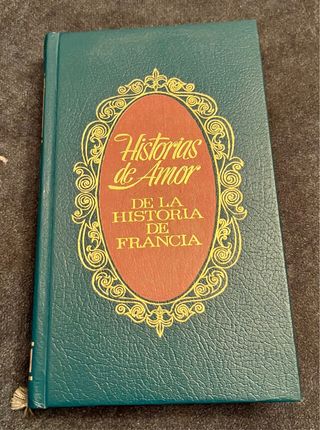 Historias
de Amor
DE LA
HISTORIA
DE
FRANCIA